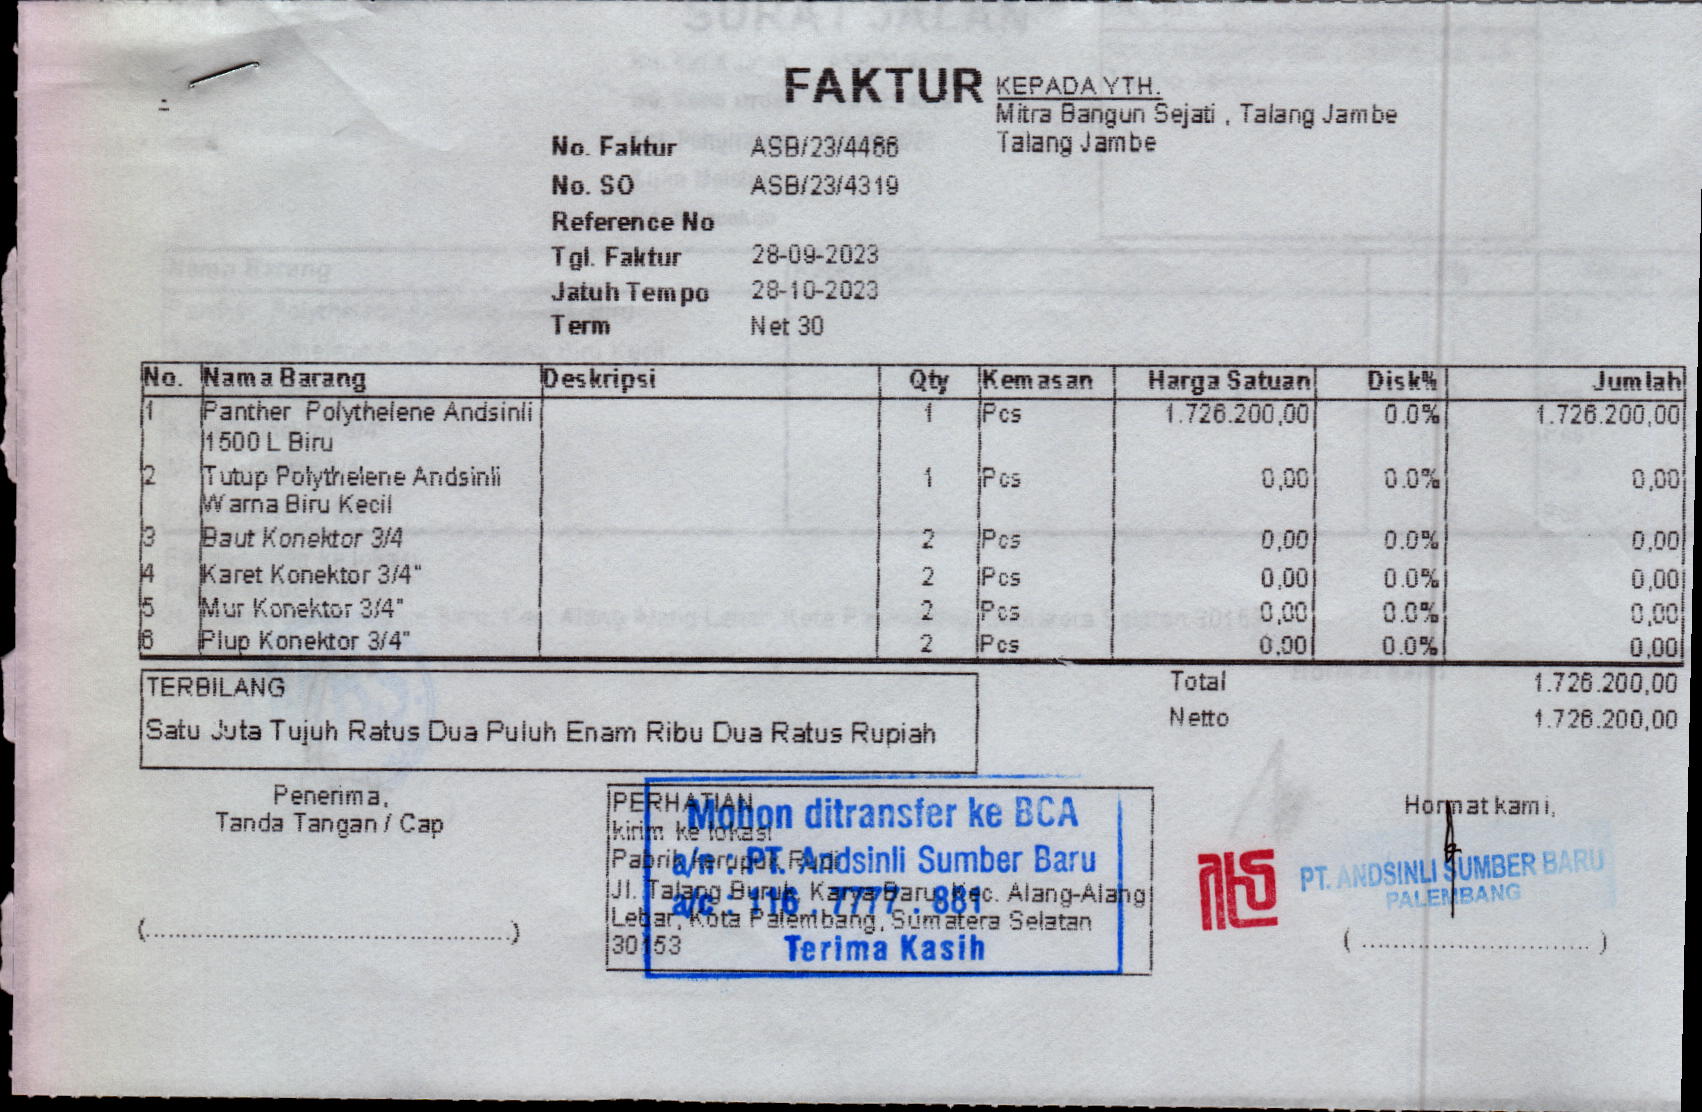 FAKTUR
KEPADA YTH.
Mitra Bangun Sejati , Talang Jambe
Talang Jambe
No. Faktur ASB/23/4466
No. SO ASB/23/4319
Reference No
Tgl. Faktur 28-09-2023
Jatuh Tempo 28-10-2023
Term Net 30
No. Nama Barang Deskripsi Qty Kemasan Harga Satuan Disk% Jumlah
1 Panther Polythelene Andsinli 1 Pcs 1.726.200,00 0.0% 1.726.200,00
1500 L Biru
2 Tutup Polythelene Andsinli 1 Pcs 0,00 0.0% 0,00
Warna Biru Kecil
3 Baut Konektor 3/4 2 Pcs 0,00 0.0% 0,00
4 Karet Konektor 3/4" 2 Pcs 0,00 0.0% 0,00
5 Mur Konektor 3/4" 2 Pcs 0,00 0.0% 0,00
6 Plup Konektor 3/4" 2 Pcs 0,00 0.0% 0,00
TERBILANG
Satu Juta Tujuh Ratus Dua Puluh Enam Ribu Dua Ratus Rupiah
Total 1.726.200,00
Netto 1.726.200,00
Penerima,
Tanda Tangan / Cap
(..................................................)
PERHATIAN
kirim ke lokasi
Pabrik kerupuk Rudi
Jl. Talang Buruk, Karya Baru, Kec. Alang-Alang
Lebar, Kota Palembang, Sumatera Selatan
30153
Mohon ditransfer ke BCA
a/n : PT. Andsinli Sumber Baru
a/c : 116 . 7777 . 881
Terima Kasih
Hormat kami,
PT. ANDSINLI SUMBER BARU
PALEMBANG
( ................................ )